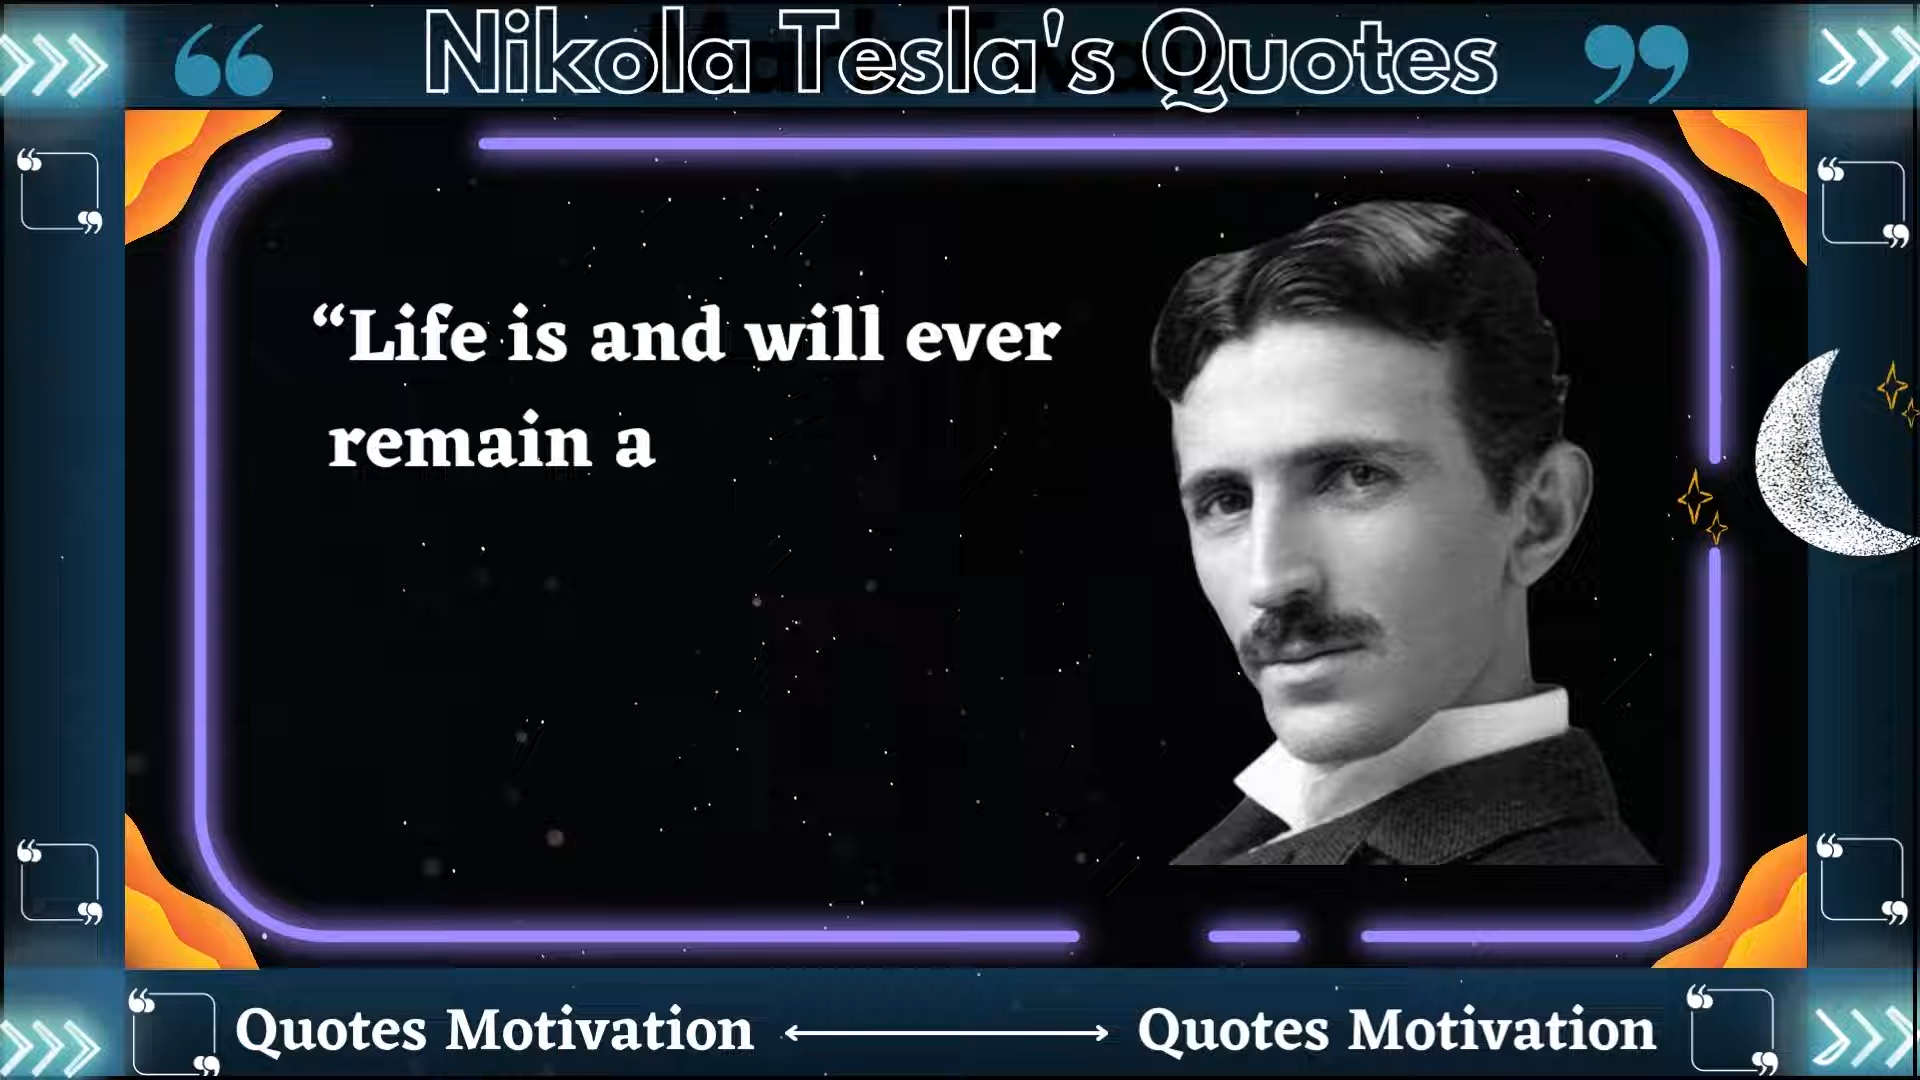 Nikola Tesla's Quotes
“Life is and will ever
remain a
Quotes Motivation
Quotes Motivation